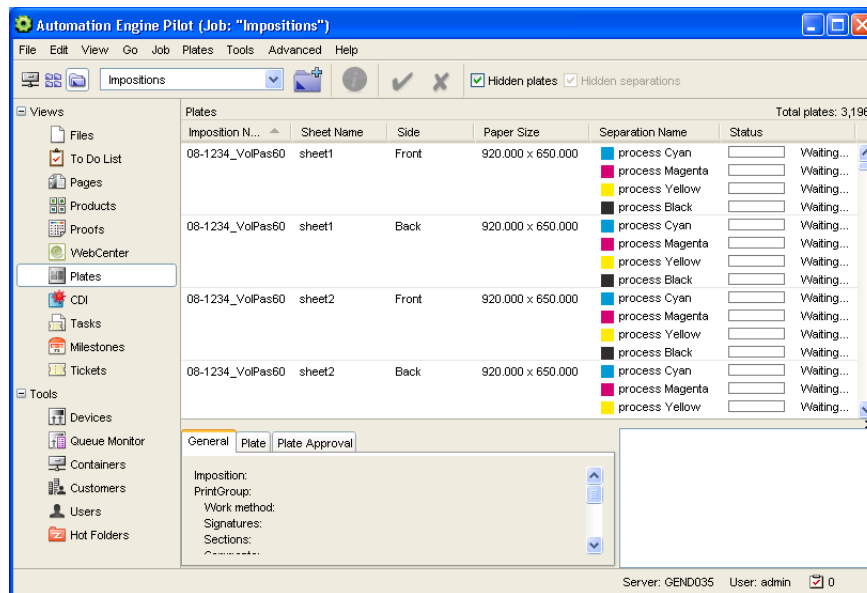 Automation Engine Pilot (Job: "Impositions")
File Edit View Go Job Plates Tools Advanced Help
Impositions Hidden plates Hidden separations
Views
Files
To Do List
Pages
Products
Proofs
WebCenter
Plates
CDI
Tasks
Milestones
Tickets
Tools
Devices
Queue Monitor
Containers
Customers
Users
Hot Folders
Plates Total plates: 3,196
Imposition N... Sheet Name Side Paper Size Separation Name Status
08-1234_VolPas60 sheet1 Front 920.000 x 650.000 process Cyan Waiting...
process Magenta Waiting...
process Yellow Waiting...
process Black Waiting...
08-1234_VolPas60 sheet1 Back 920.000 x 650.000 process Cyan Waiting...
process Magenta Waiting...
process Yellow Waiting...
process Black Waiting...
08-1234_VolPas60 sheet2 Front 920.000 x 650.000 process Cyan Waiting...
process Magenta Waiting...
process Yellow Waiting...
process Black Waiting...
08-1234_VolPas60 sheet2 Back 920.000 x 650.000 process Cyan Waiting...
process Magenta Waiting...
process Yellow Waiting...
General Plate Plate Approval
Imposition:
PrintGroup:
Work method:
Signatures:
Sections:
Server: GEND035 User: admin 0